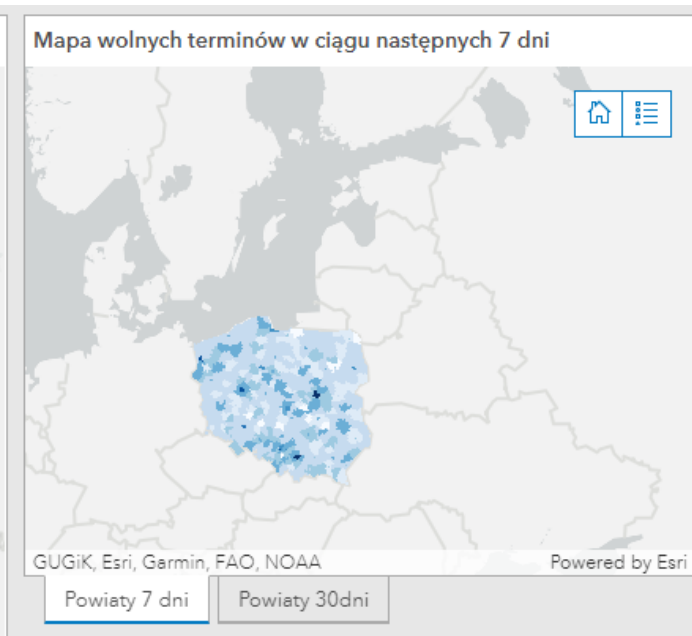 Mapa wolnych terminów w ciągu następnych 7 dni
GUGiK, Esri, Garmin, FAO, NOAA
Powered by Esri
Powiaty 7 dni
Powiaty 30dni